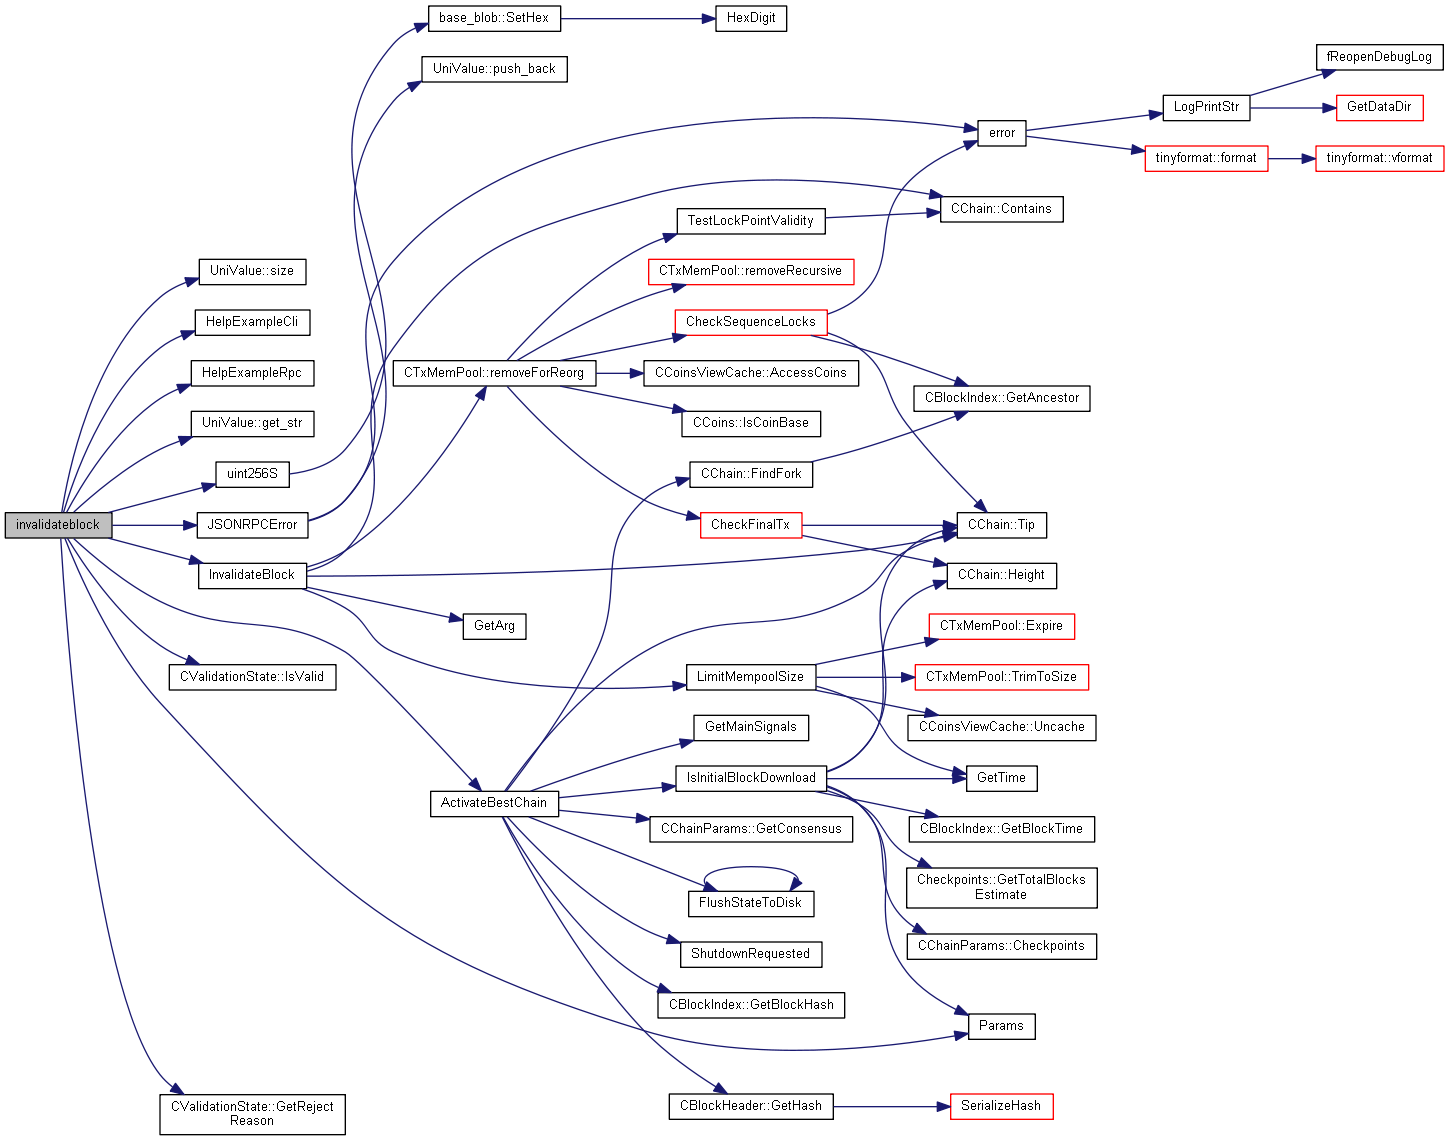 base_blob::SetHex
HexDigit
UniValue::push_back
fReopenDebugLog
LogPrintStr
GetDataDir
error
tinyformat::format
tinyformat::vformat
CChain::Contains
TestLockPointValidity
UniValue::size
CTxMemPool::removeRecursive
HelpExampleCli
CheckSequenceLocks
HelpExampleRpc
CTxMemPool::removeForReorg
CCoinsViewCache::AccessCoins
CBlockIndex::GetAncestor
UniValue::get_str
CCoins::IsCoinBase
uint256S
CChain::FindFork
invalidateblock
JSONRPCError
CheckFinalTx
CChain::Tip
InvalidateBlock
CChain::Height
GetArg
CTxMemPool::Expire
CValidationState::IsValid
LimitMempoolSize
CTxMemPool::TrimToSize
GetMainSignals
CCoinsViewCache::Uncache
IsInitialBlockDownload
GetTime
ActivateBestChain
CChainParams::GetConsensus
CBlockIndex::GetBlockTime
Checkpoints::GetTotalBlocks
Estimate
FlushStateToDisk
CChainParams::Checkpoints
ShutdownRequested
CBlockIndex::GetBlockHash
Params
CValidationState::GetReject
Reason
CBlockHeader::GetHash
SerializeHash